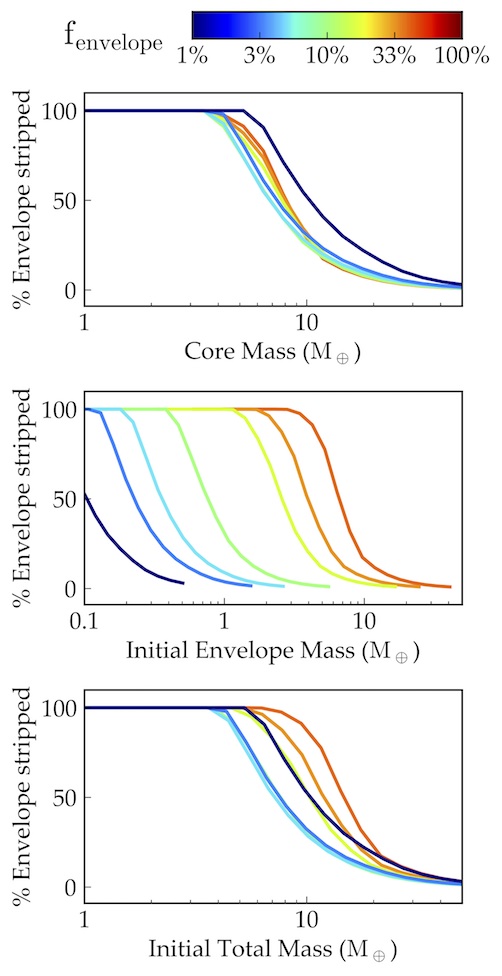 f_envelope
1% 3% 10% 33% 100%
% Envelope stripped
100
50
0
1 10
Core Mass (M⊕)
% Envelope stripped
100
50
0
0.1 1 10
Initial Envelope Mass (M⊕)
% Envelope stripped
100
50
0
1 10
Initial Total Mass (M⊕)